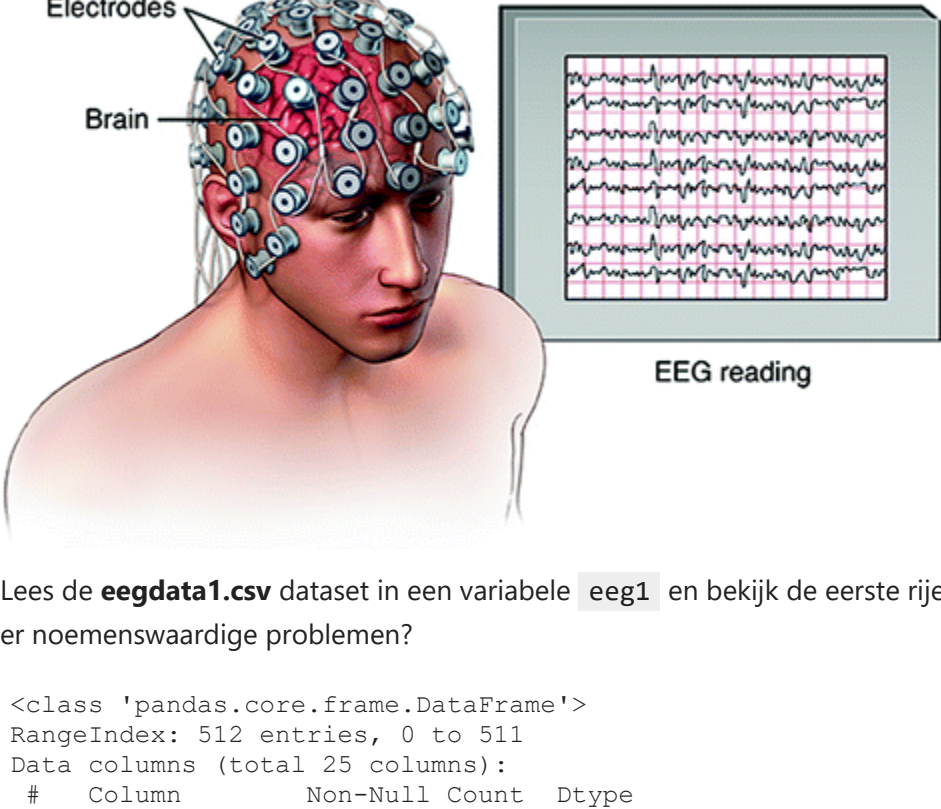 Electrodes
Brain
EEG reading
Lees de eegdata1.csv dataset in een variabele eeg1 en bekijk de eerste
er noemenswaardige problemen?
<class 'pandas.core.frame.DataFrame'>
RangeIndex: 512 entries, 0 to 511
Data columns (total 25 columns):
#   Column   Non-Null Count   Dtype